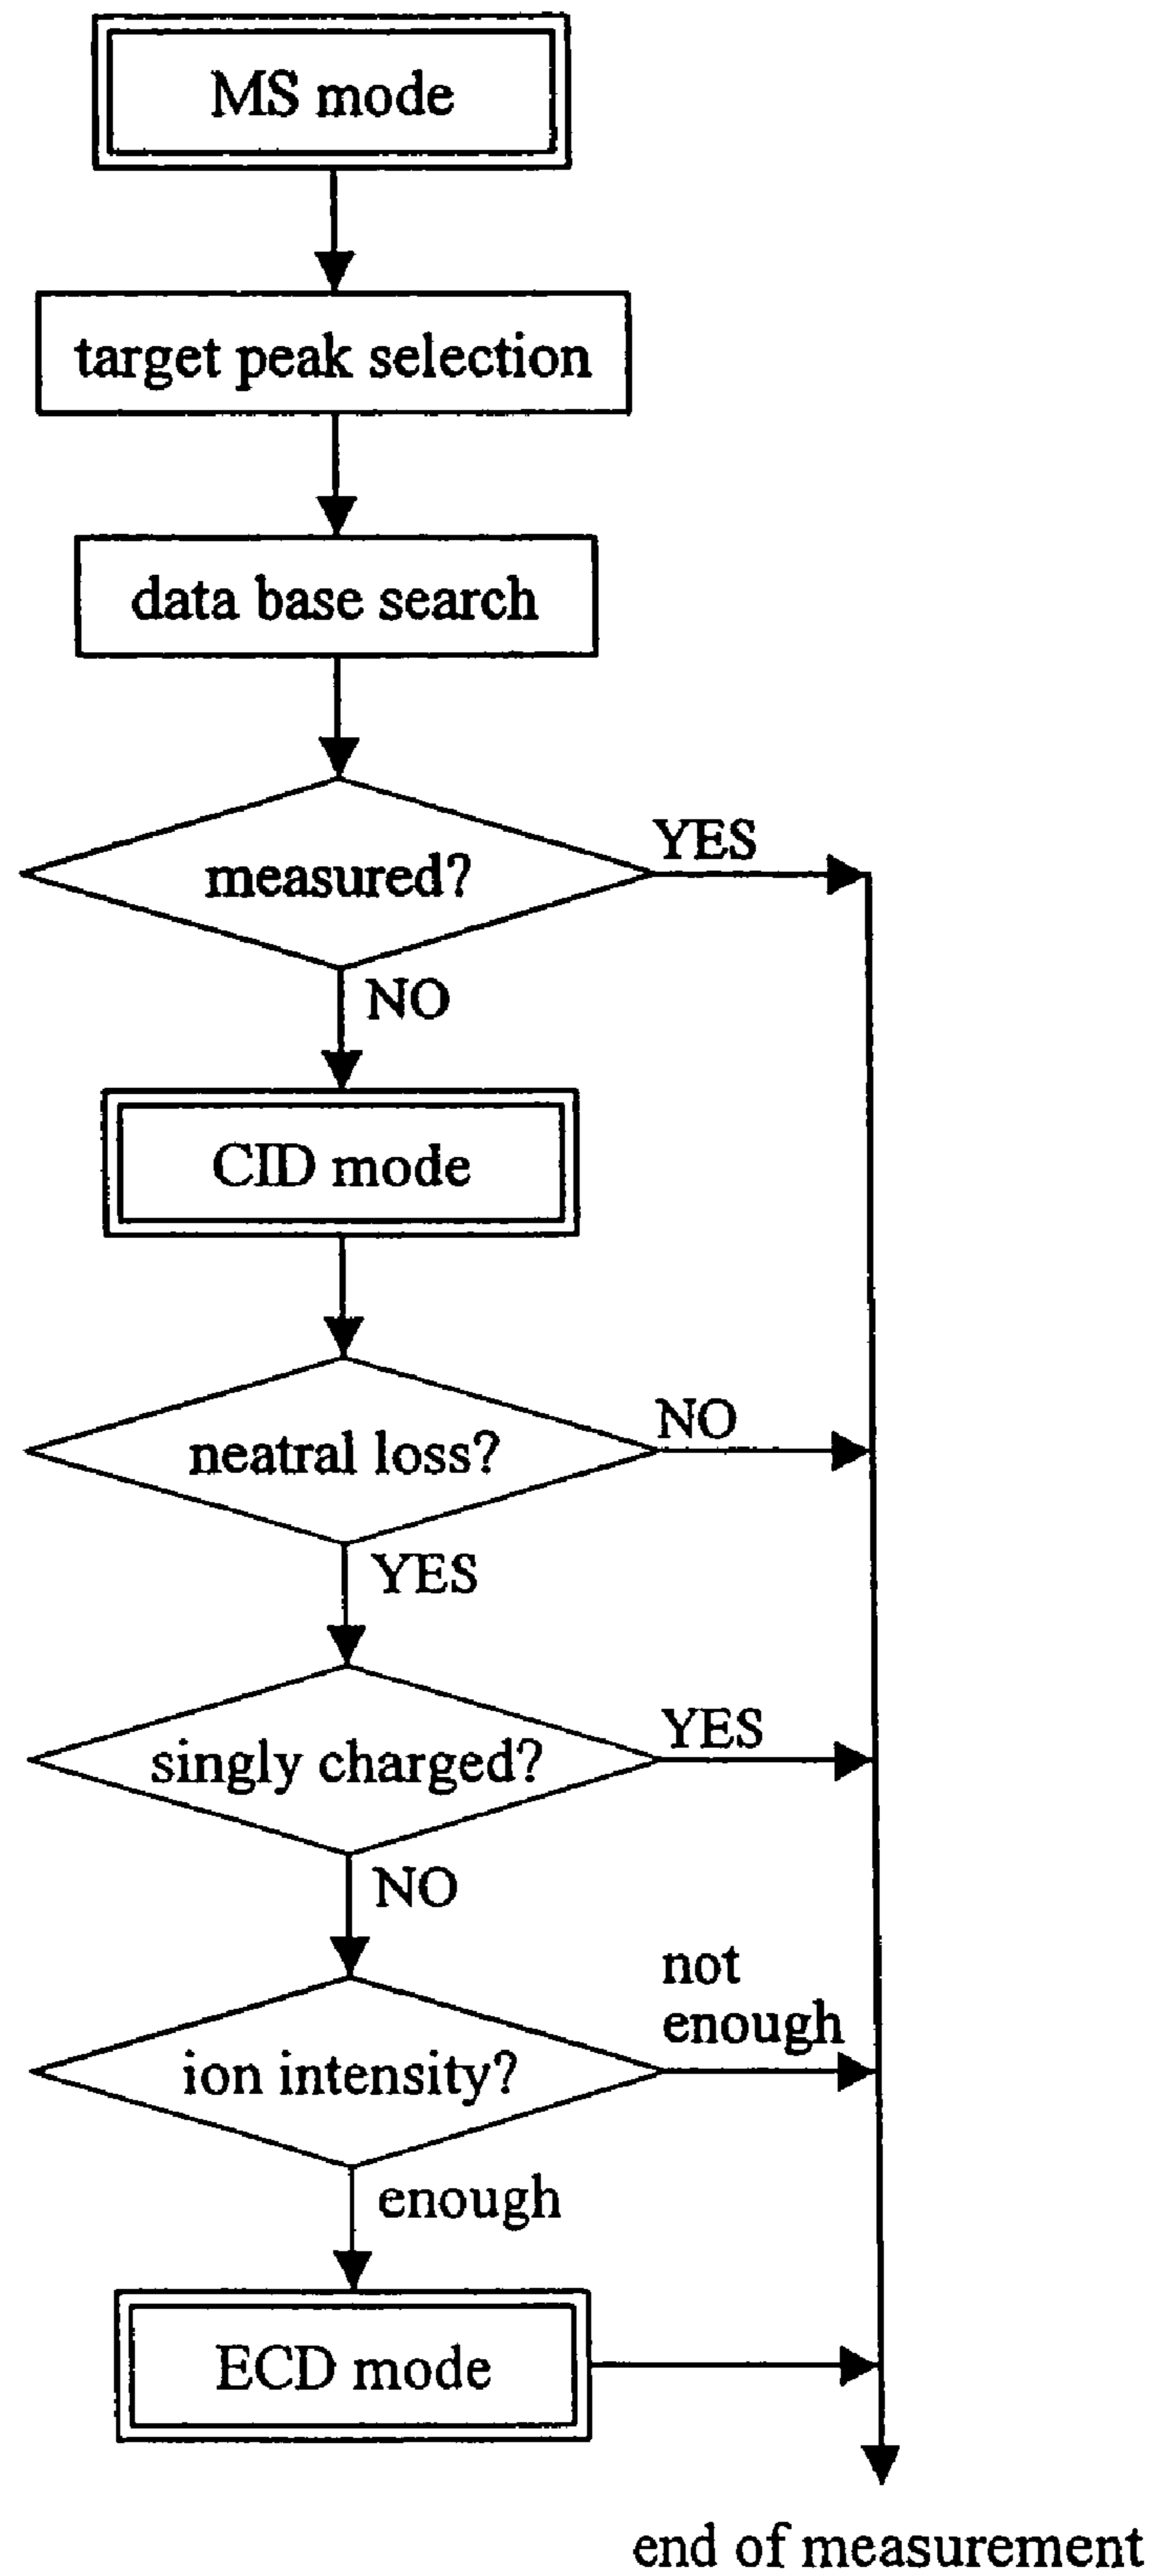 MS mode
target peak selection
data base search
measured?
YES
NO
CID mode
neatral loss?
NO
YES
singly charged?
YES
NO
ion intensity?
not
enough
enough
ECD mode
end of measurement